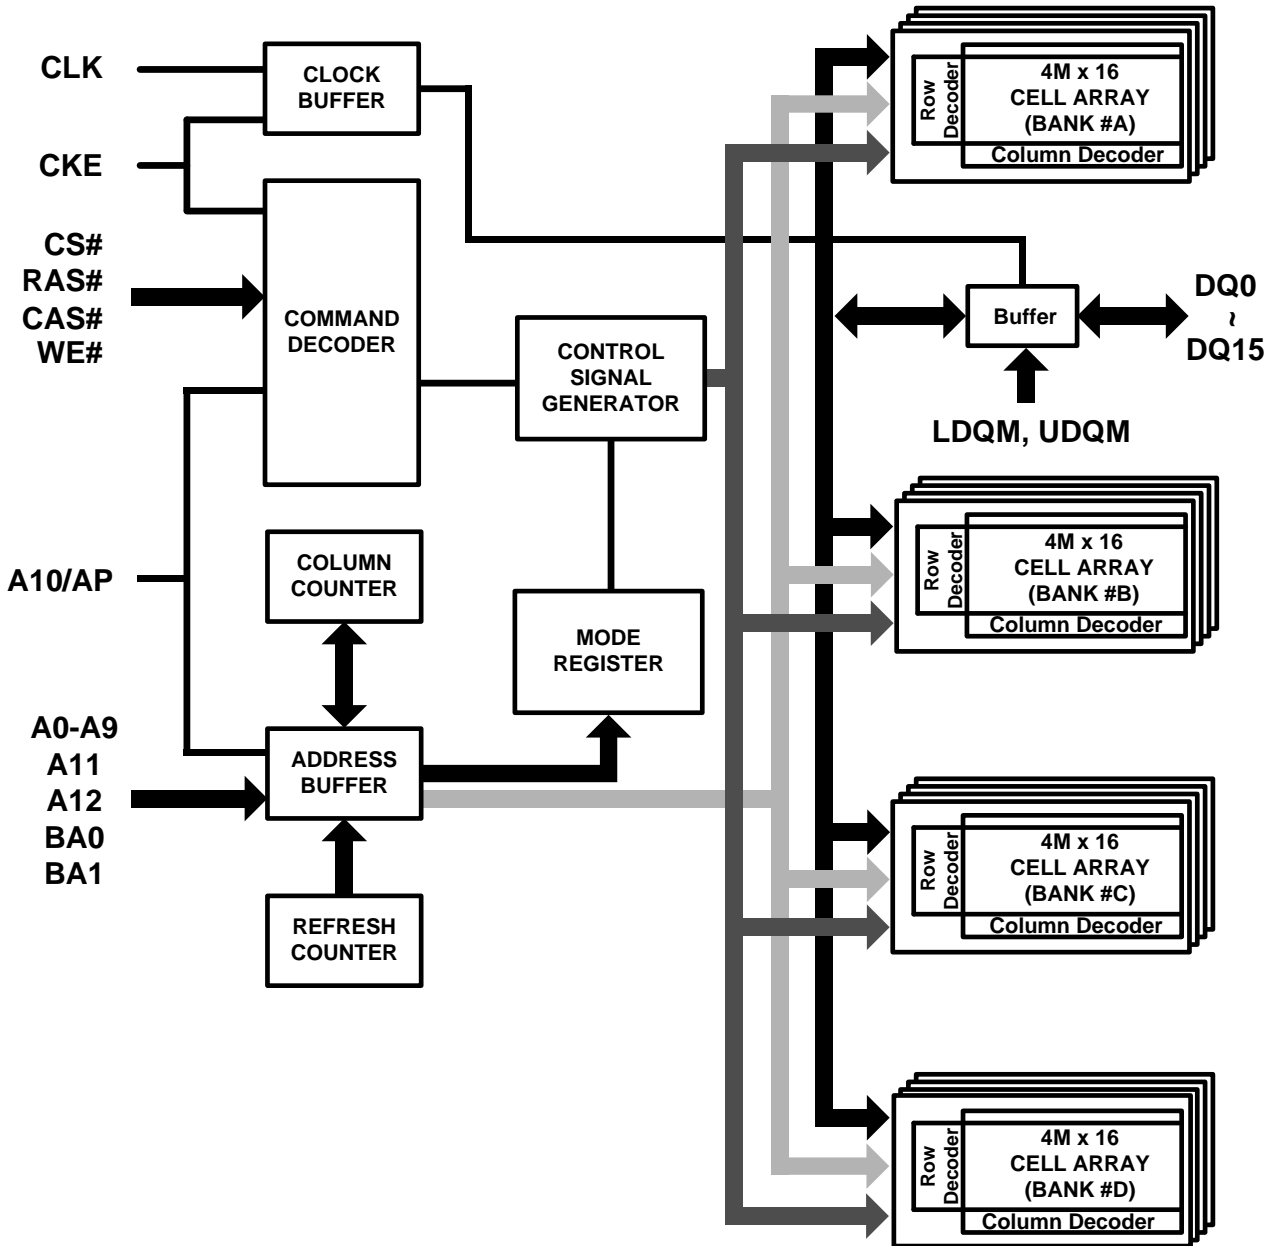 CLK
CKE
CS#
RAS#
CAS#
WE#
A10/AP
A0-A9
A11
A12
BA0
BA1
CLOCK
BUFFER
COMMAND
DECODER
COLUMN
COUNTER
ADDRESS
BUFFER
REFRESH
COUNTER
CONTROL
SIGNAL
GENERATOR
MODE
REGISTER
Row
Decoder
4M x 16
CELL ARRAY
(BANK #A)
Column Decoder
Buffer
DQ0
~
DQ15
LDQM, UDQM
Row
Decoder
4M x 16
CELL ARRAY
(BANK #B)
Column Decoder
Row
Decoder
4M x 16
CELL ARRAY
(BANK #C)
Column Decoder
Row
Decoder
4M x 16
CELL ARRAY
(BANK #D)
Column Decoder